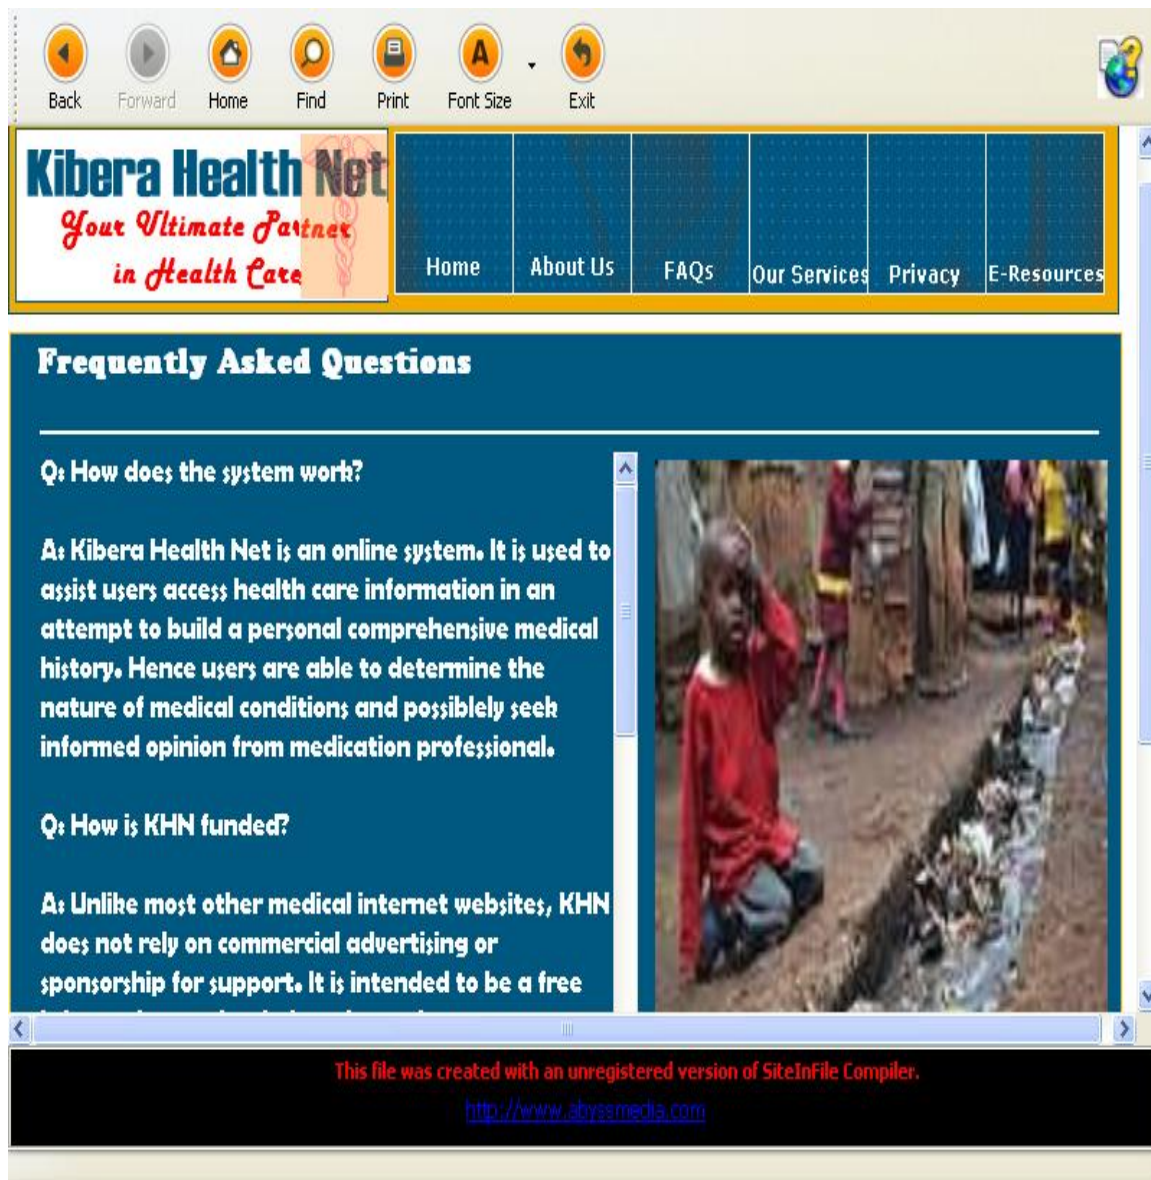 Back Forward Home Find Print Font Size Exit
Kibera Health Net
Your Ultimate Partner
in Health Care
Home About Us FAQs Our Services Privacy E-Resources
Frequently Asked Questions
Q: How does the system work?
A: Kibera Health Net is an online system. It is used to
assist users access health care information in an
attempt to build a personal comprehensive medical
history. Hence users are able to determine the
nature of medical conditions and possiblely seek
informed opinion from medication professional.
Q: How is KHN funded?
A: Unlike most other medical internet websites, KHN
does not rely on commercial advertising or
sponsorship for support. It is intended to be a free
This file was created with an unregistered version of SiteInFile Compiler.
http://www.abyssmedia.com